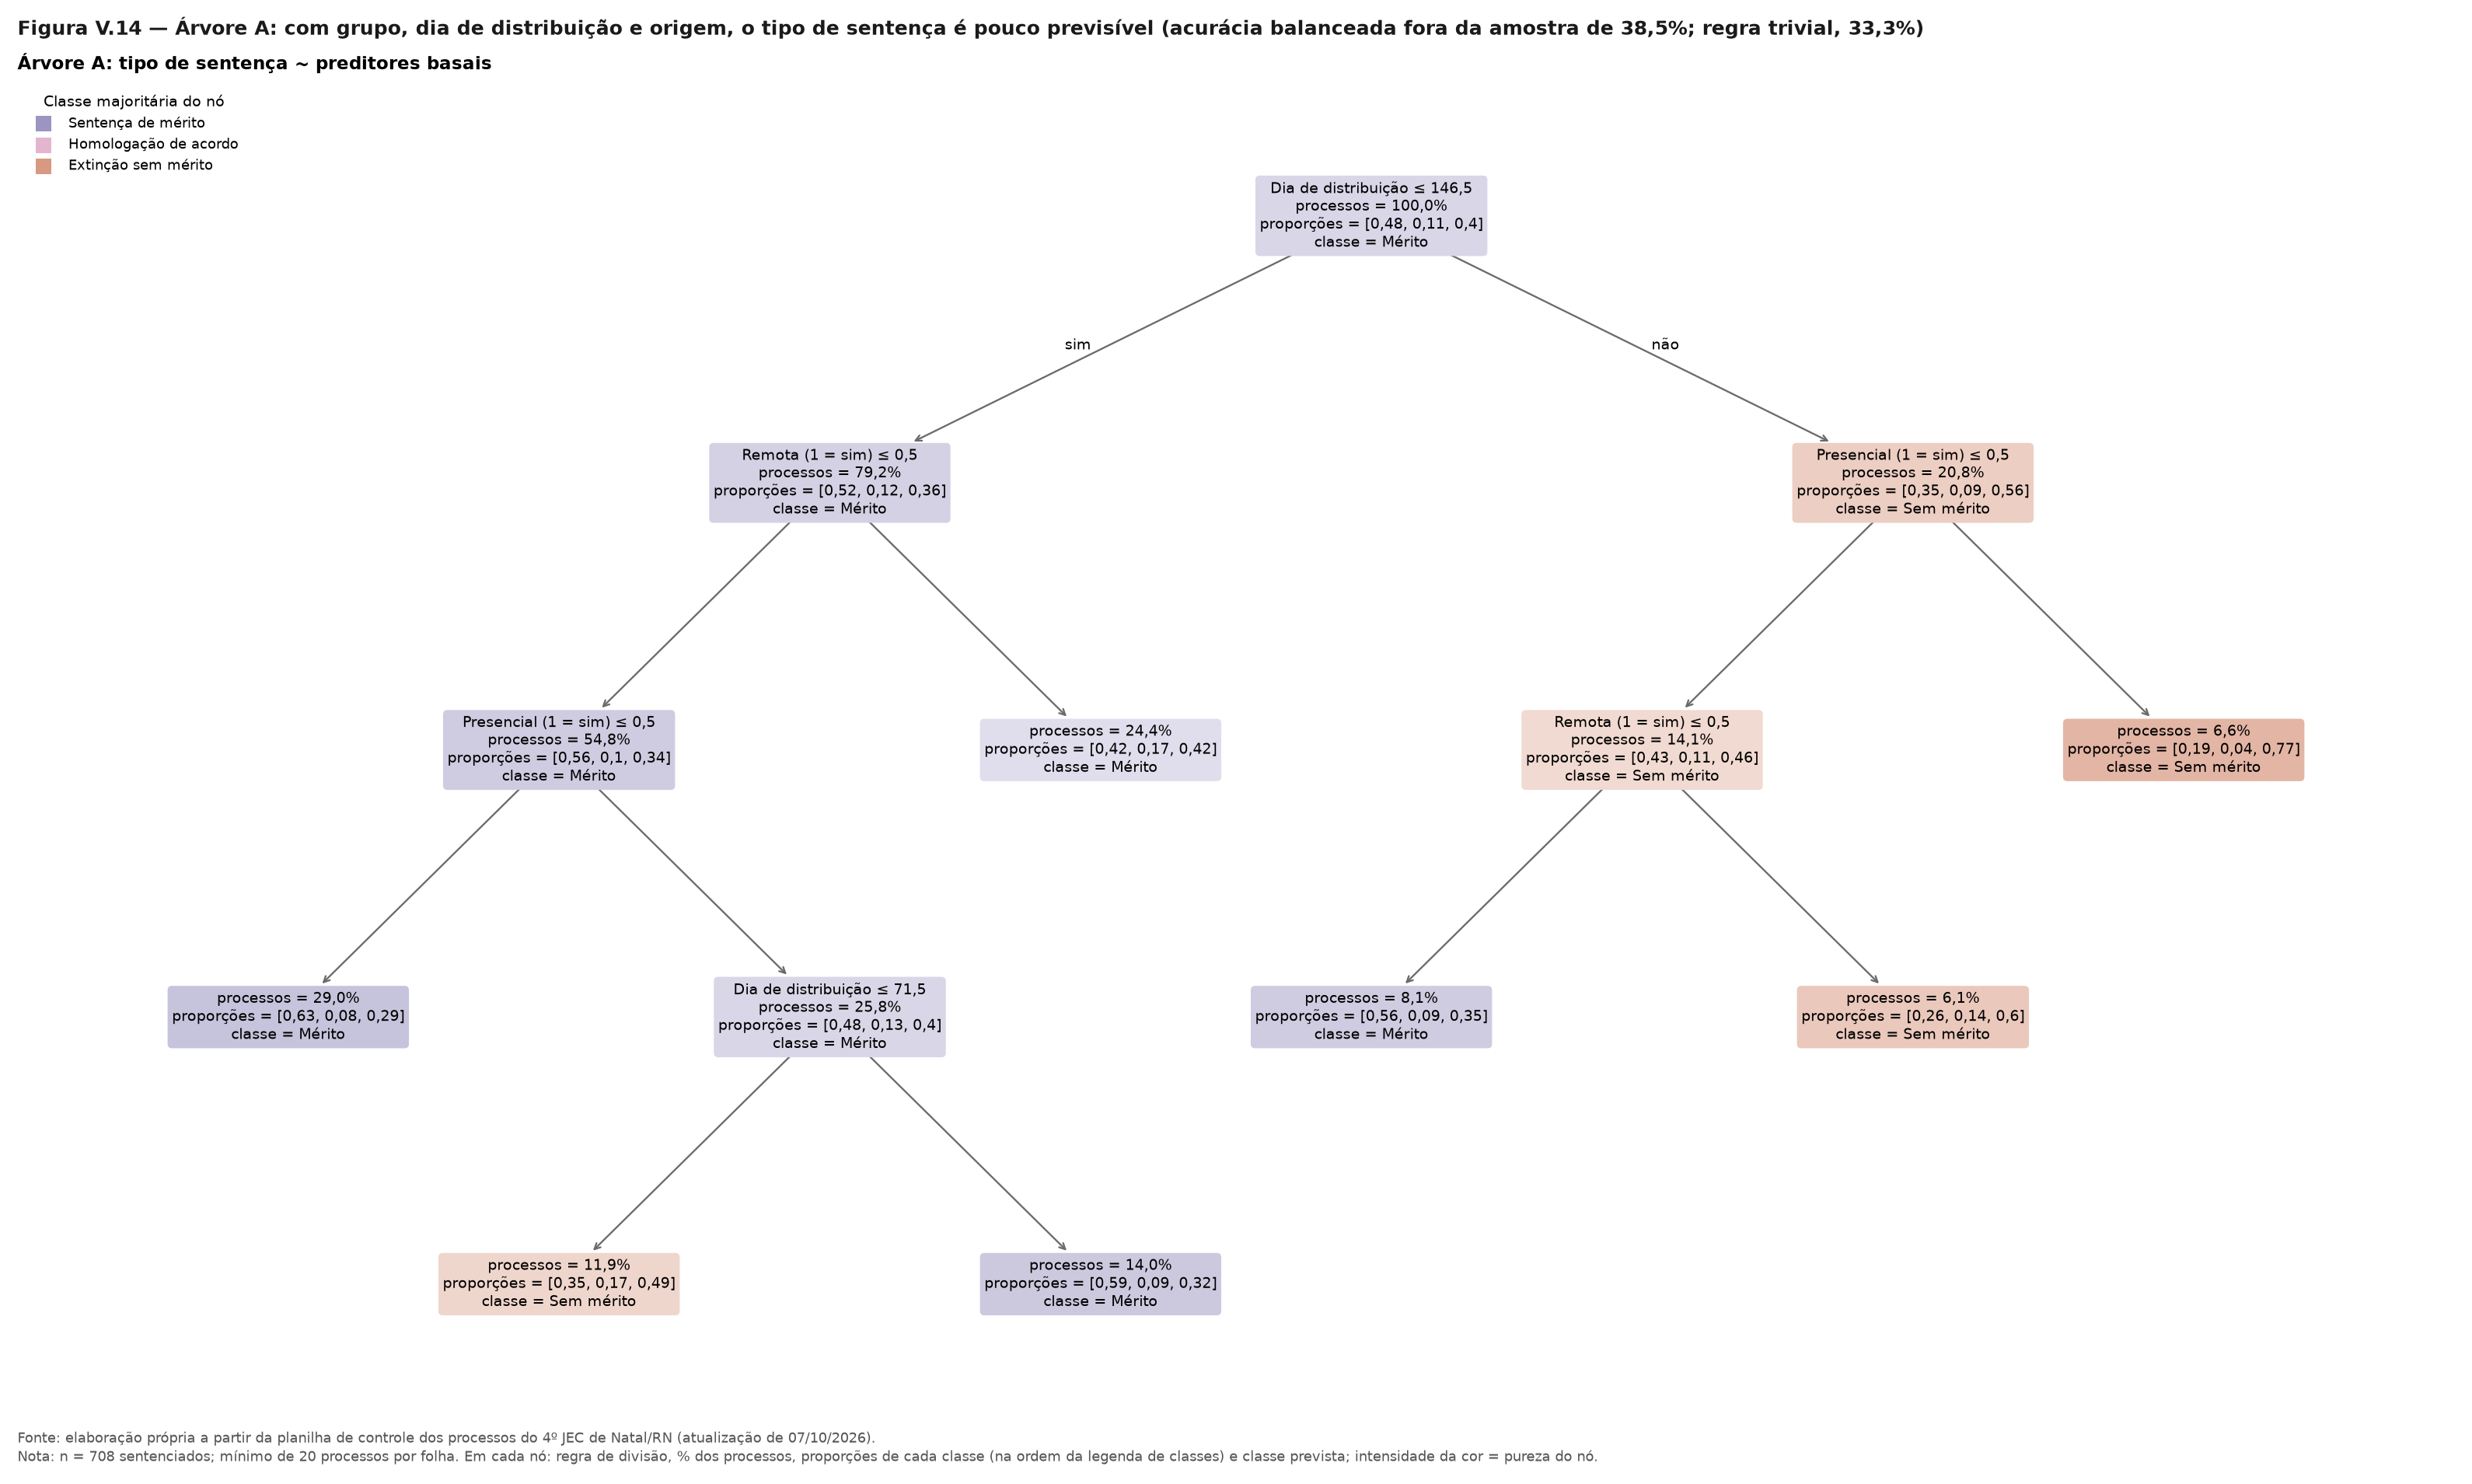 Figura V.14 — Árvore A: com grupo, dia de distribuição e origem, o tipo de sentença é pouco previsível (acurácia balanceada fora da amostra de 38,5%; regra trivial, 33,3%)
Árvore A: tipo de sentença ~ preditores basais
Classe majoritária do nó
Sentença de mérito
Homologação de acordo
Extinção sem mérito
Dia de distribuição ≤ 146,5
processos = 100,0%
proporções = [0,48, 0,11, 0,4]
classe = Mérito
sim
não
Remota (1 = sim) ≤ 0,5
processos = 79,2%
proporções = [0,52, 0,12, 0,36]
classe = Mérito
Presencial (1 = sim) ≤ 0,5
processos = 20,8%
proporções = [0,35, 0,09, 0,56]
classe = Sem mérito
Presencial (1 = sim) ≤ 0,5
processos = 54,8%
proporções = [0,56, 0,1, 0,34]
classe = Mérito
processos = 24,4%
proporções = [0,42, 0,17, 0,42]
classe = Mérito
Remota (1 = sim) ≤ 0,5
processos = 14,1%
proporções = [0,43, 0,11, 0,46]
classe = Sem mérito
processos = 6,6%
proporções = [0,19, 0,04, 0,77]
classe = Sem mérito
processos = 29,0%
proporções = [0,63, 0,08, 0,29]
classe = Mérito
Dia de distribuição ≤ 71,5
processos = 25,8%
proporções = [0,48, 0,13, 0,4]
classe = Mérito
processos = 8,1%
proporções = [0,56, 0,09, 0,35]
classe = Mérito
processos = 6,1%
proporções = [0,26, 0,14, 0,6]
classe = Sem mérito
processos = 11,9%
proporções = [0,35, 0,17, 0,49]
classe = Sem mérito
processos = 14,0%
proporções = [0,59, 0,09, 0,32]
classe = Mérito
Fonte: elaboração própria a partir da planilha de controle dos processos do 4º JEC de Natal/RN (atualização de 07/10/2026).
Nota: n = 708 sentenciados; mínimo de 20 processos por folha. Em cada nó: regra de divisão, % dos processos, proporções de cada classe (na ordem da legenda de classes) e classe prevista; intensidade da cor = pureza do nó.